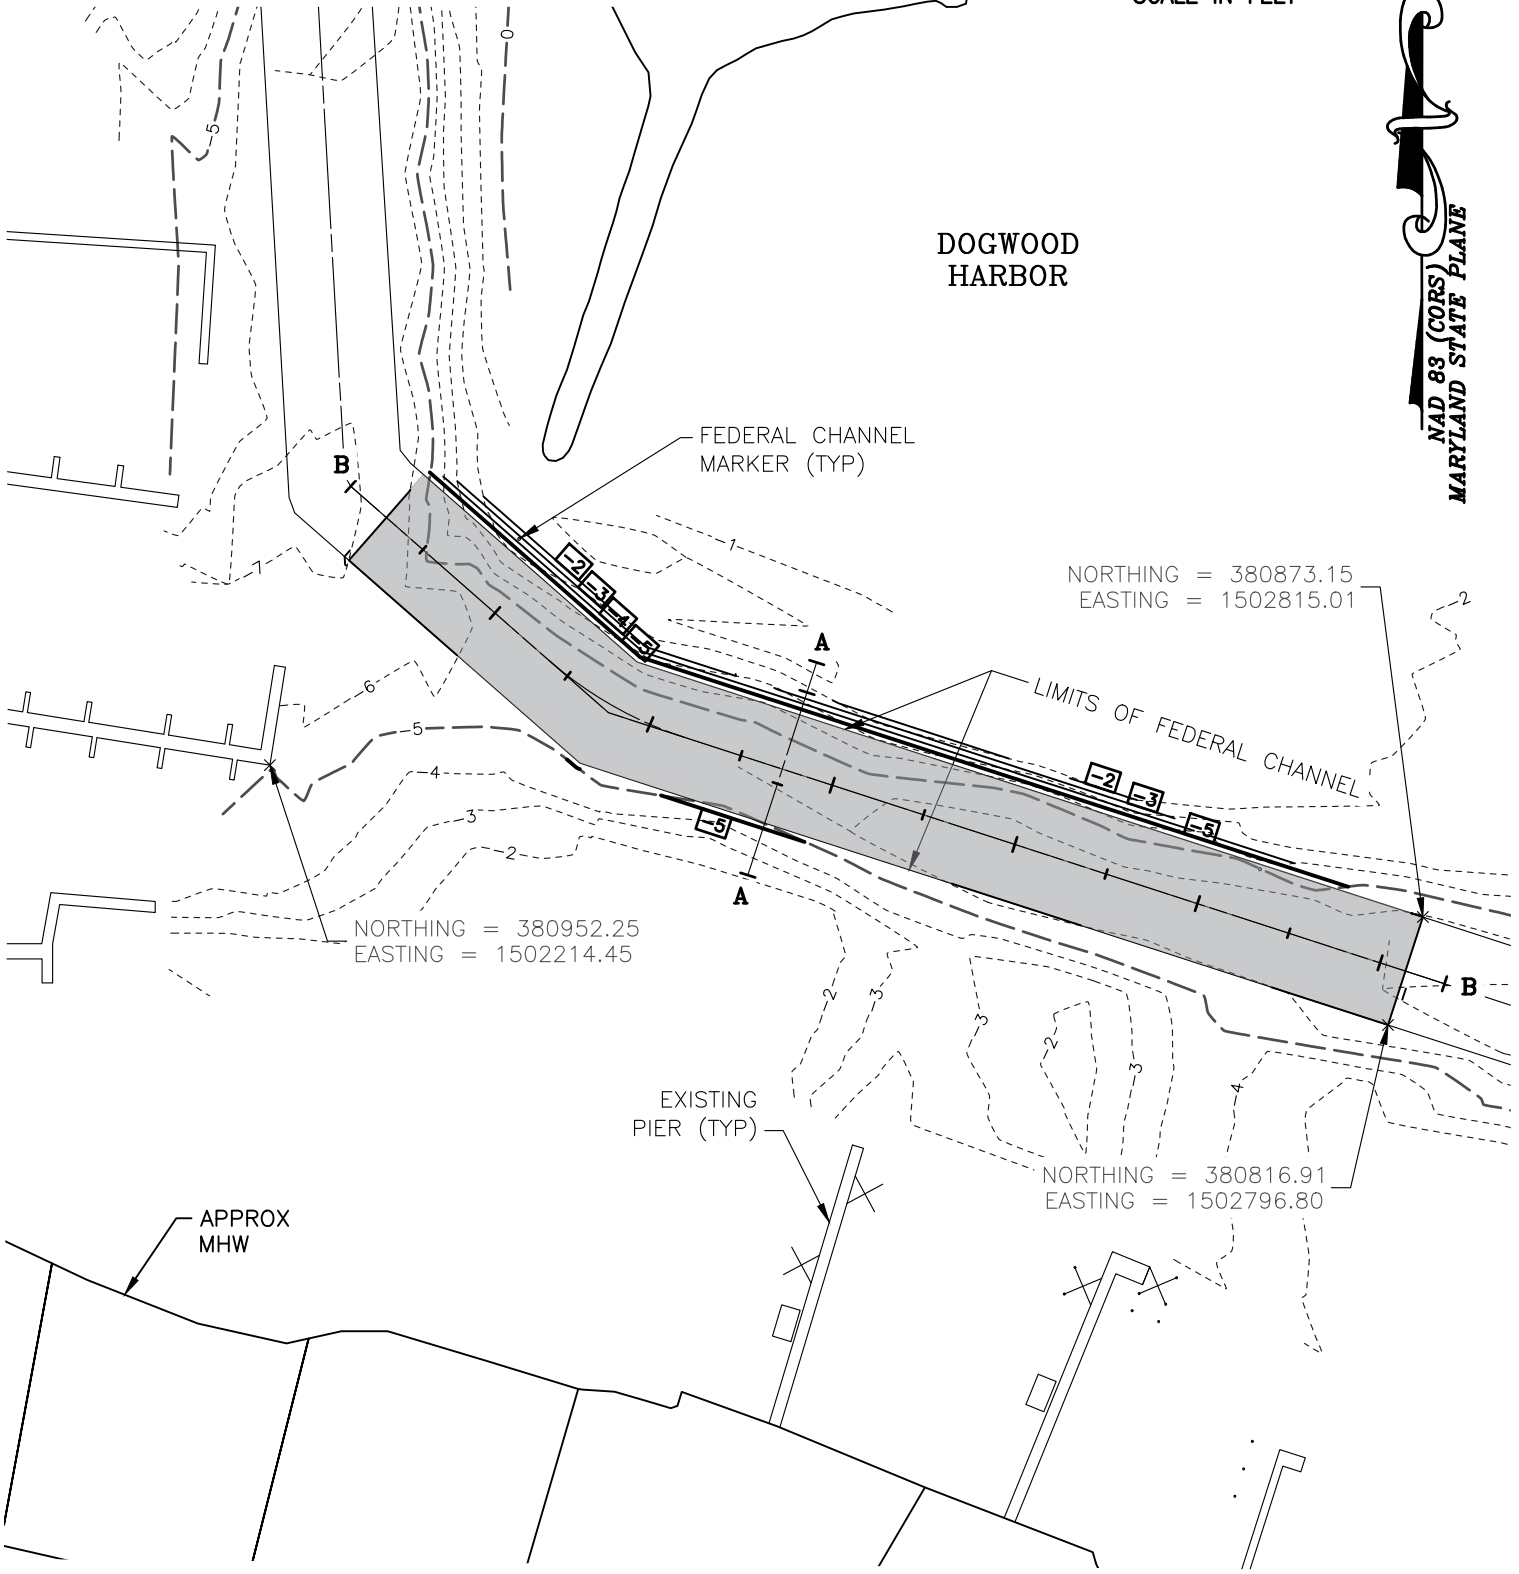 0
-5
DOGWOOD
HARBOR
NAD 83 (CORS)
MARYLAND STATE PLANE
FEDERAL CHANNEL
MARKER (TYP)
B
-1
-7
-2
-3
-4
-5
NORTHING = 380873.15
EASTING = 1502815.01
-2
A
-6
LIMITS OF FEDERAL CHANNEL
-5
-4
-2
-3
-5
-3
-5
-2
A
NORTHING = 380952.25
EASTING = 1502214.45
B
-2
-3
-3
-2
-3
-4
EXISTING
PIER (TYP)
NORTHING = 380816.91
EASTING = 1502796.80
APPROX
MHW